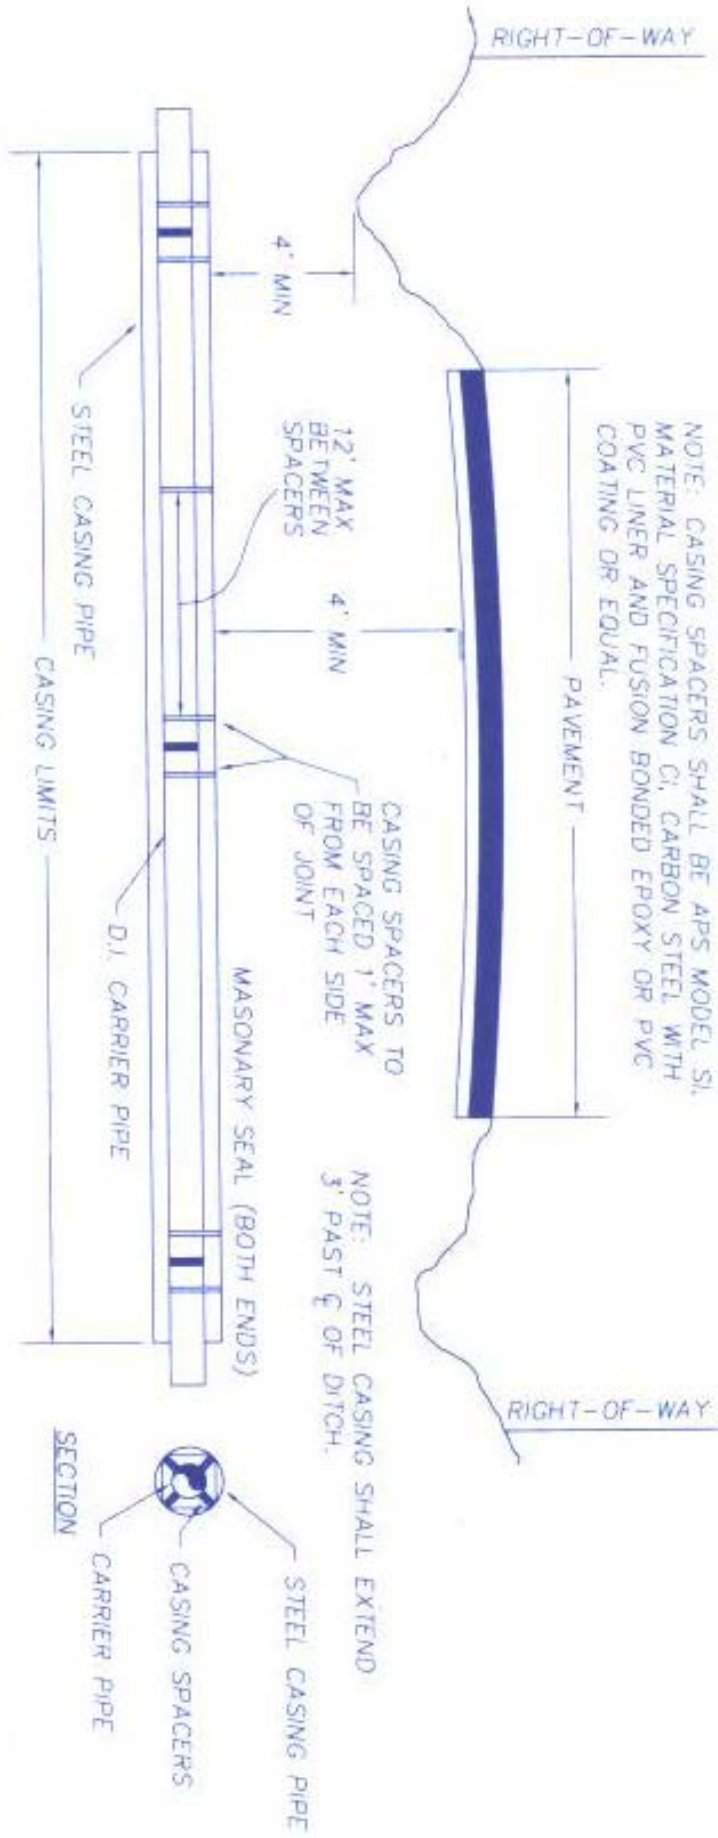 RIGHT-OF-WAY
RIGHT-OF-WAY
NOTE: CASING SPACERS SHALL BE APS MODEL SI,
MATERIAL SPECIFICATION CI, CARBON STEEL WITH
PVC LINER AND FUSION BONDED EPOXY OR PVC
COATING OR EQUAL.
PAVEMENT
4' MIN
4' MIN
12' MAX
BETWEEN
SPACERS
CASING SPACERS TO
BE SPACED 1' MAX
FROM EACH SIDE
OF JOINT
NOTE: STEEL CASING SHALL EXTEND
3' PAST ℄ OF DITCH.
MASONARY SEAL (BOTH ENDS)
STEEL CASING PIPE
D.I. CARRIER PIPE
CASING LIMITS
STEEL CASING PIPE
CASING SPACERS
CARRIER PIPE
SECTION